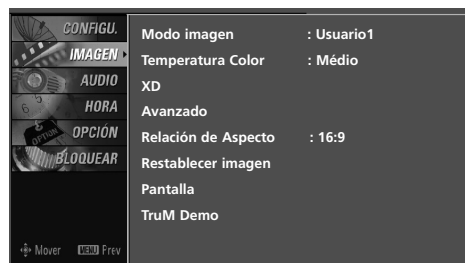 CONFIGU.
IMAGEN
AUDIO
HORA
OPCIÓN
BLOQUEAR
Mover MENU Prev
Modo imagen : Usuario1
Temperatura Color : Médio
XD
Avanzado
Relación de Aspecto : 16:9
Restablecer imagen
Pantalla
TruM Demo